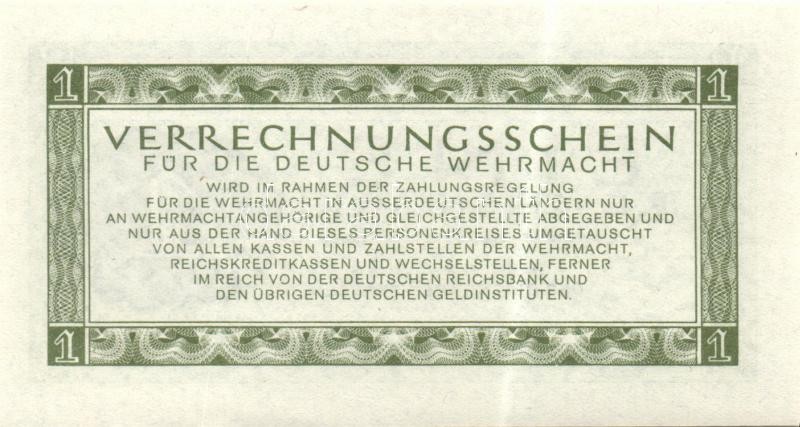 1 1
VERRECHNUNGSSCHEIN
FÜR DIE DEUTSCHE WEHRMACHT
WIRD IM RAHMEN DER ZAHLUNGSREGELUNG
FÜR DIE WEHRMACHT IN AUSSERDEUTSCHEN LÄNDERN NUR
AN WEHRMACHTANGEHÖRIGE UND GLEICHGESTELLTE ABGEGEBEN UND
NUR AUS DER HAND DIESES PERSONENKREISES UMGETAUSCHT
VON ALLEN KASSEN UND ZAHLSTELLEN DER WEHRMACHT,
REICHSKREDITKASSEN UND WECHSELSTELLEN, FERNER
IM REICH VON DER DEUTSCHEN REICHSBANK UND
DEN ÜBRIGEN DEUTSCHEN GELDINSTITUTEN.
1 1